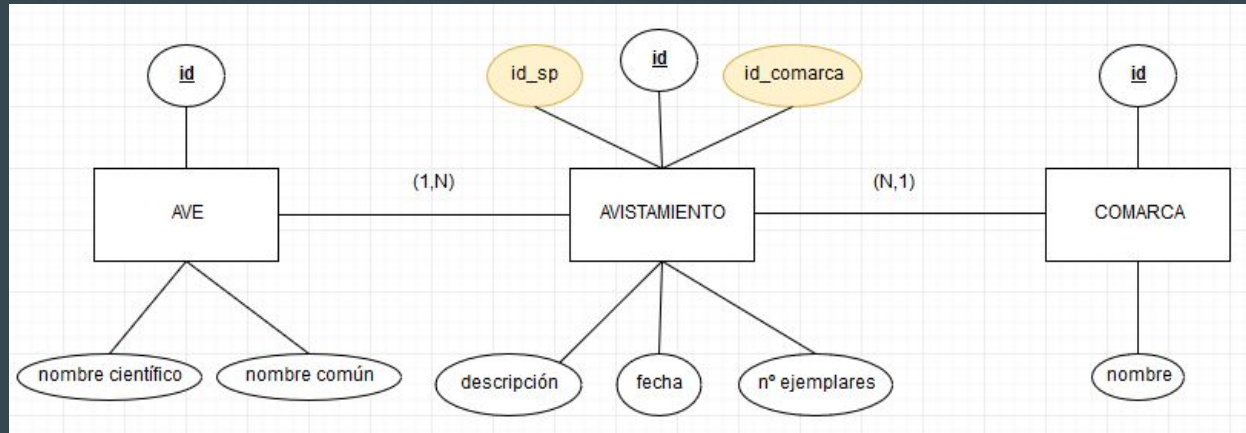 id
id_sp
id
id_comarca
id
(1,N)
(N,1)
AVE
AVISTAMIENTO
COMARCA
nombre científico
nombre común
descripción
fecha
nº ejemplares
nombre